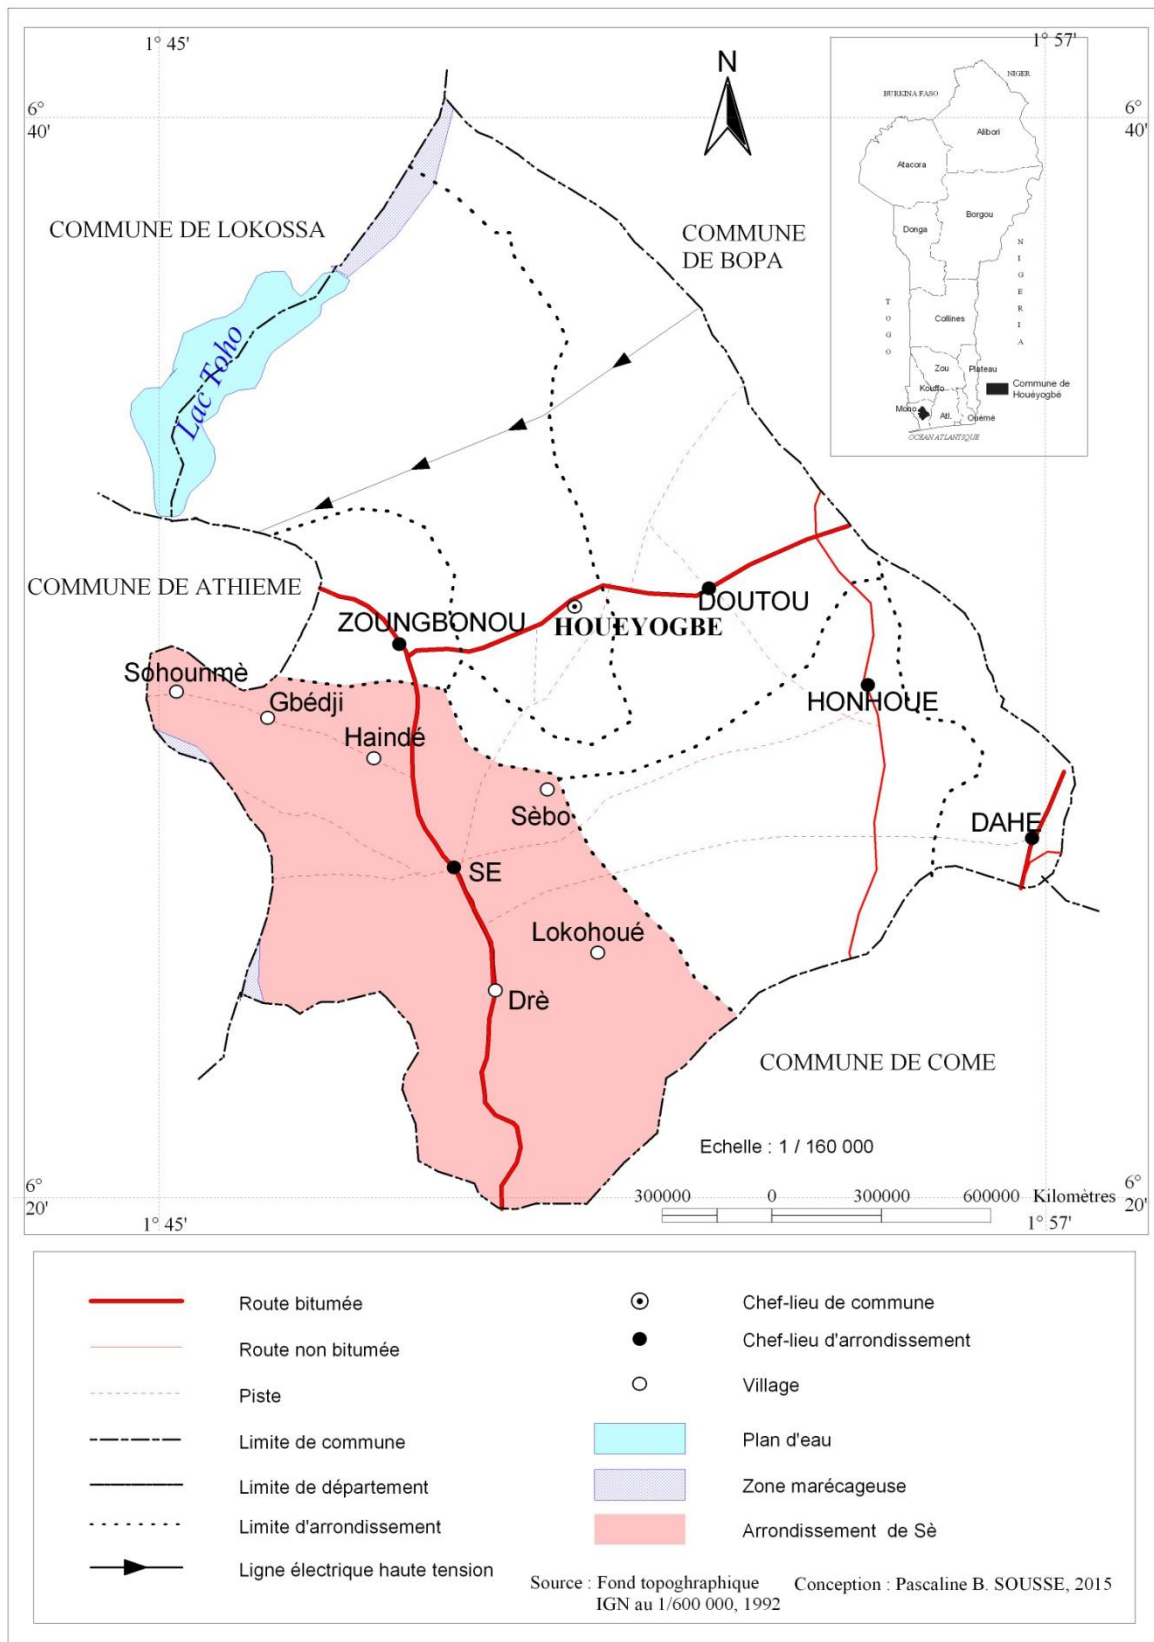 1° 45'
1° 57'
6°
40'
6°
40'
N
NIGER
BURKINA FASO
Alibori
Atacora
Borgou
Donga
NIGERIA
TOGO
Collines
Zou
Plateau
Kouffo
Mono
Atl.
Ouémé
OCEAN ATLANTIQUE
Commune de
Houéyogbé
COMMUNE DE LOKOSSA
COMMUNE
DE BOPA
Lac Toho
COMMUNE DE ATHIEME
ZOUNGBONOU
DOUTOU
HOUEYOGBE
Sohounmè
Gbédji
HONHOUE
Haindé
Sèbo
DAHE
SE
Lokohoué
Drè
COMMUNE DE COME
Echelle : 1 / 160 000
300000 0 300000 600000 Kilomètres
6°
20'
6°
20'
1° 45'
1° 57'
Route bitumée
Route non bitumée
Piste
Limite de commune
Limite de département
Limite d'arrondissement
Ligne électrique haute tension
Chef-lieu de commune
Chef-lieu d'arrondissement
Village
Plan d'eau
Zone marécageuse
Arrondissement de Sè
Source : Fond topoghraphique
IGN au 1/600 000, 1992
Conception : Pascaline B. SOUSSE, 2015